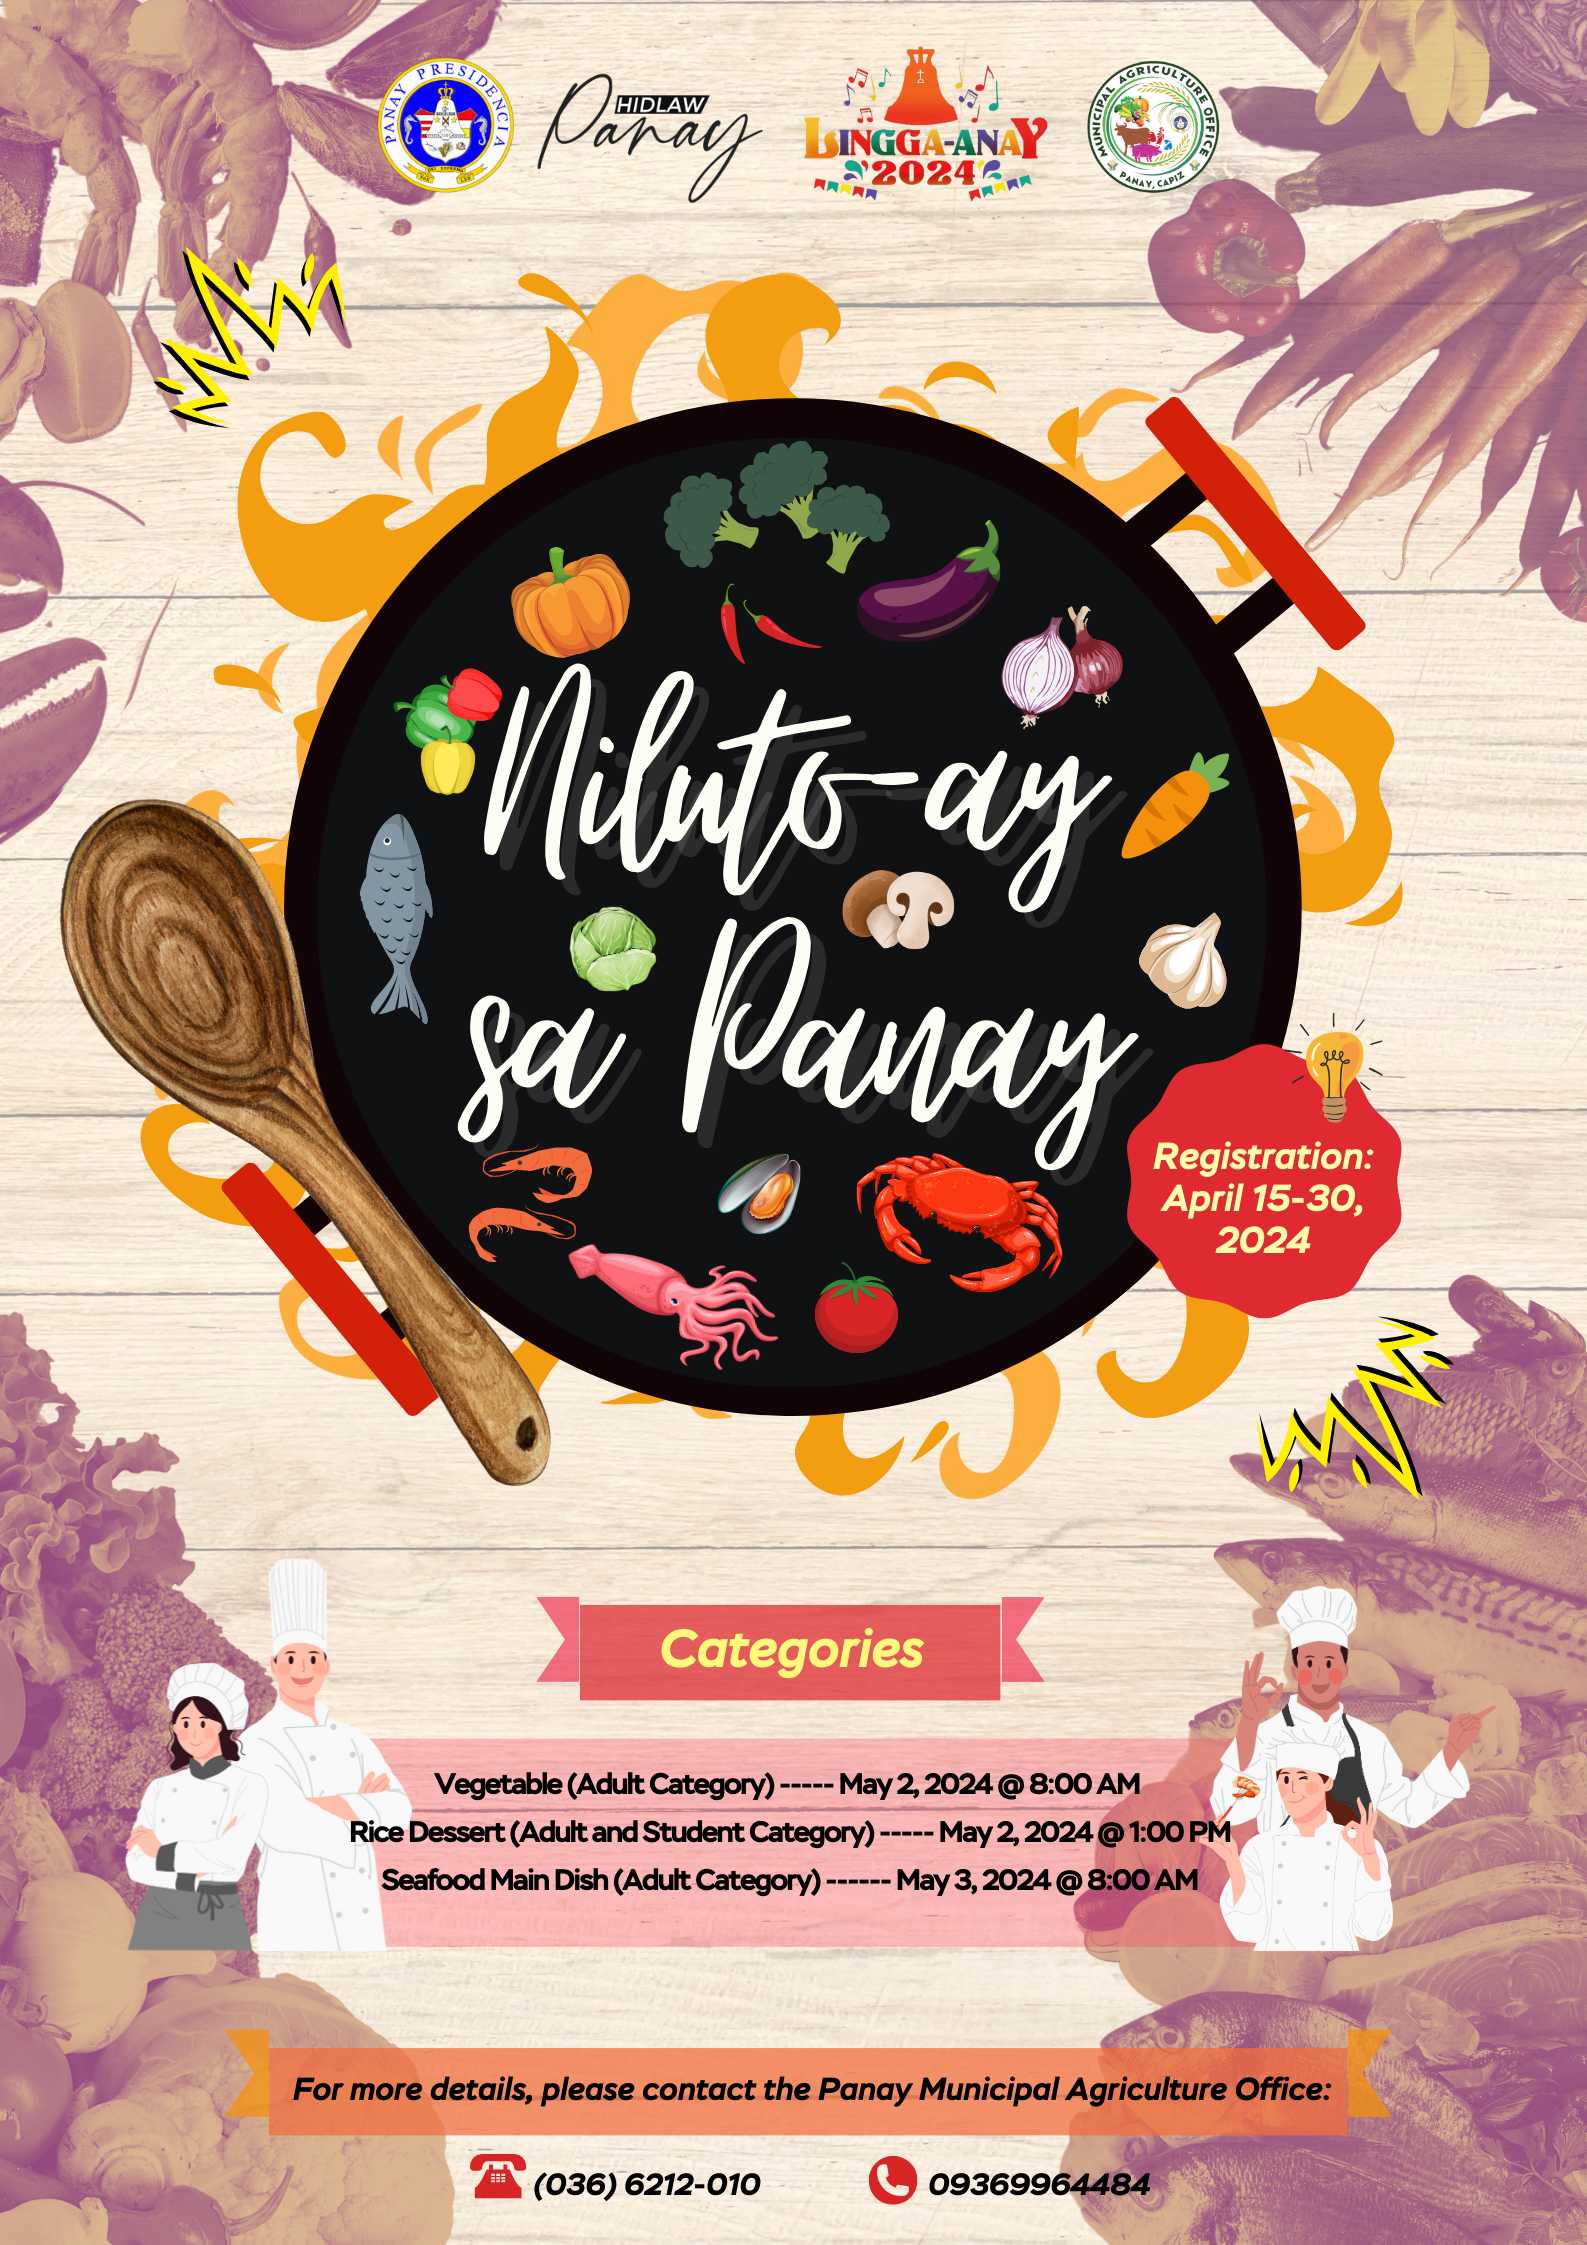 PANAY PRESIDENCIA
HIDLAW
Panay
LINGGA-ANAY
2024
MUNICIPAL AGRICULTURE OFFICE
PANAY, CAPIZ
Niluto-ay
sa Panay
Registration:
April 15-30,
2024
Categories
Vegetable (Adult Category) ----- May 2, 2024 @ 8:00 AM
Rice Dessert (Adult and Student Category) ----- May 2, 2024 @ 1:00 PM
Seafood Main Dish (Adult Category) ------ May 3, 2024 @ 8:00 AM
For more details, please contact the Panay Municipal Agriculture Office:
(036) 6212-010
09369964484